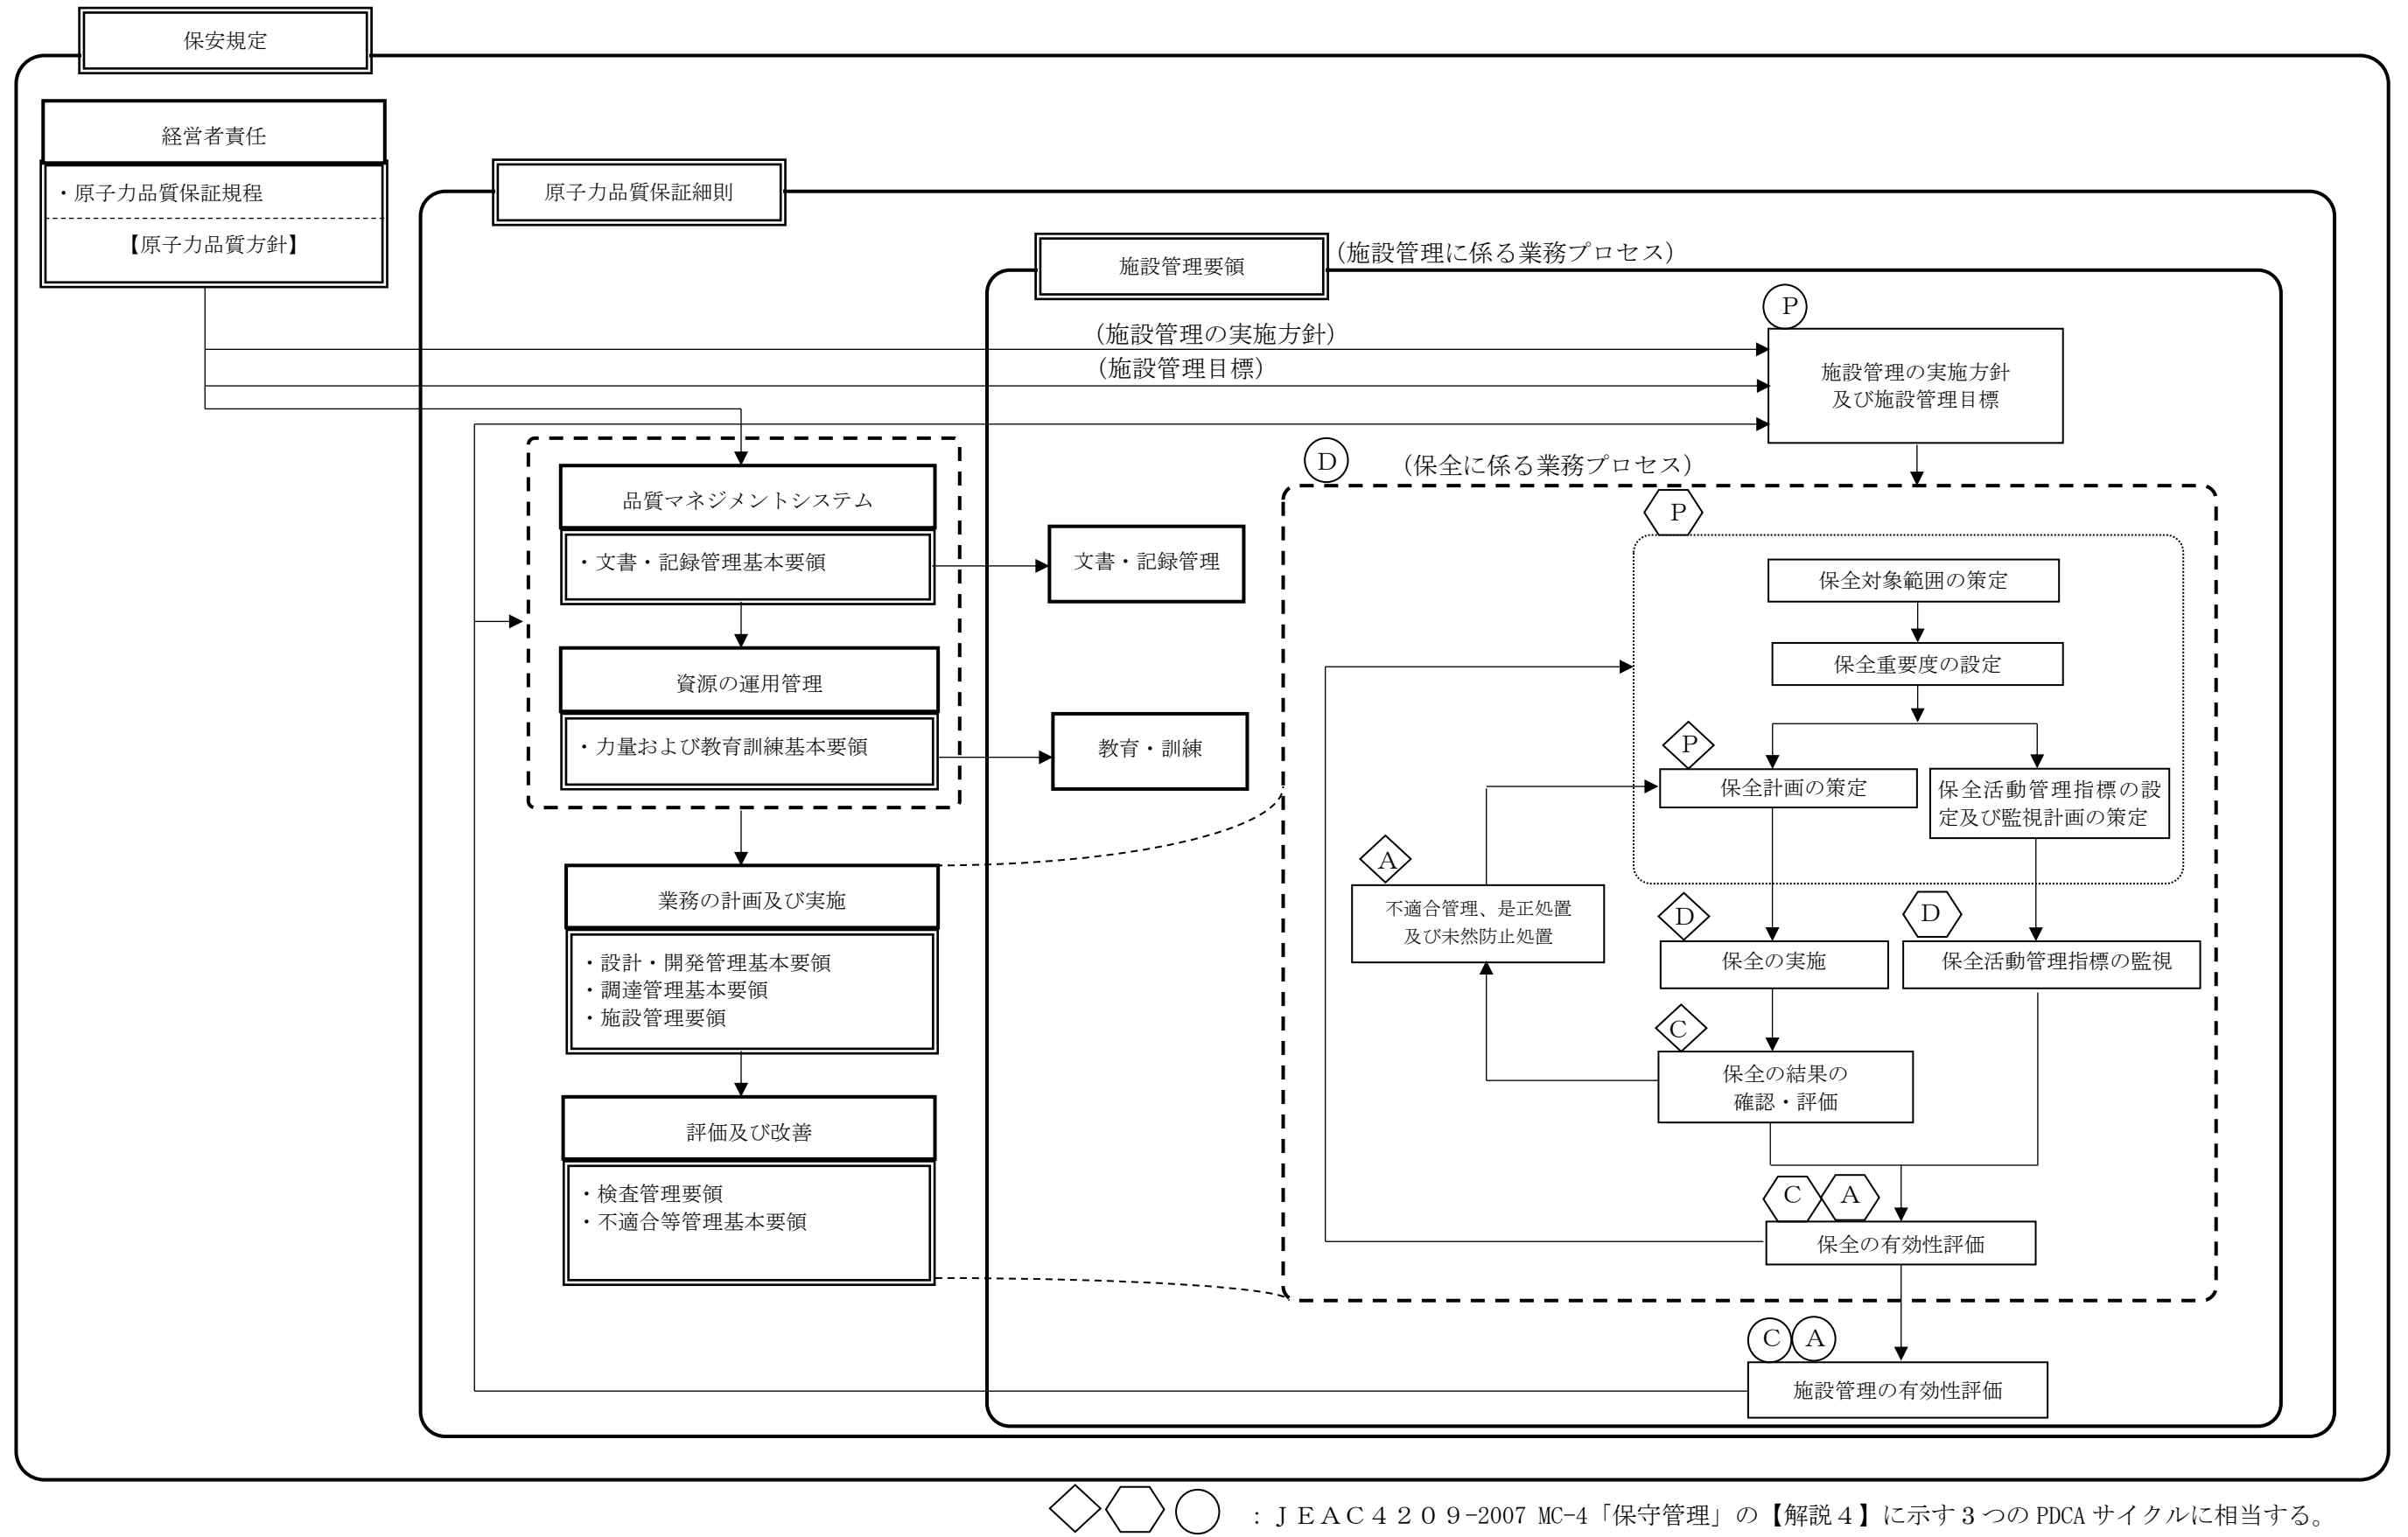 保安規定
経営者責任
・原子力品質保証規程
【原子力品質方針】
原子力品質保証細則
施設管理要領
（施設管理に係る業務プロセス）
Ｐ
（施設管理の実施方針）
（施設管理目標）
施設管理の実施方針
及び施設管理目標
Ｄ
（保全に係る業務プロセス）
品質マネジメントシステム
・文書・記録管理基本要領
文書・記録管理
資源の運用管理
・力量および教育訓練基本要領
教育・訓練
業務の計画及び実施
・設計・開発管理基本要領
・調達管理基本要領
・施設管理要領
評価及び改善
・検査管理要領
・不適合等管理基本要領
Ｐ
保全対象範囲の策定
保全重要度の設定
Ｐ
保全計画の策定
保全活動管理指標の設
定及び監視計画の策定
Ａ
不適合管理、是正処置
及び未然防止処置
Ｄ
保全の実施
Ｄ
保全活動管理指標の監視
Ｃ
保全の結果の
確認・評価
Ｃ Ａ
保全の有効性評価
Ｃ Ａ
施設管理の有効性評価
：ＪＥＡＣ４２０９-2007 MC-4「保守管理」の【解説４】に示す３つの PDCA サイクルに相当する。